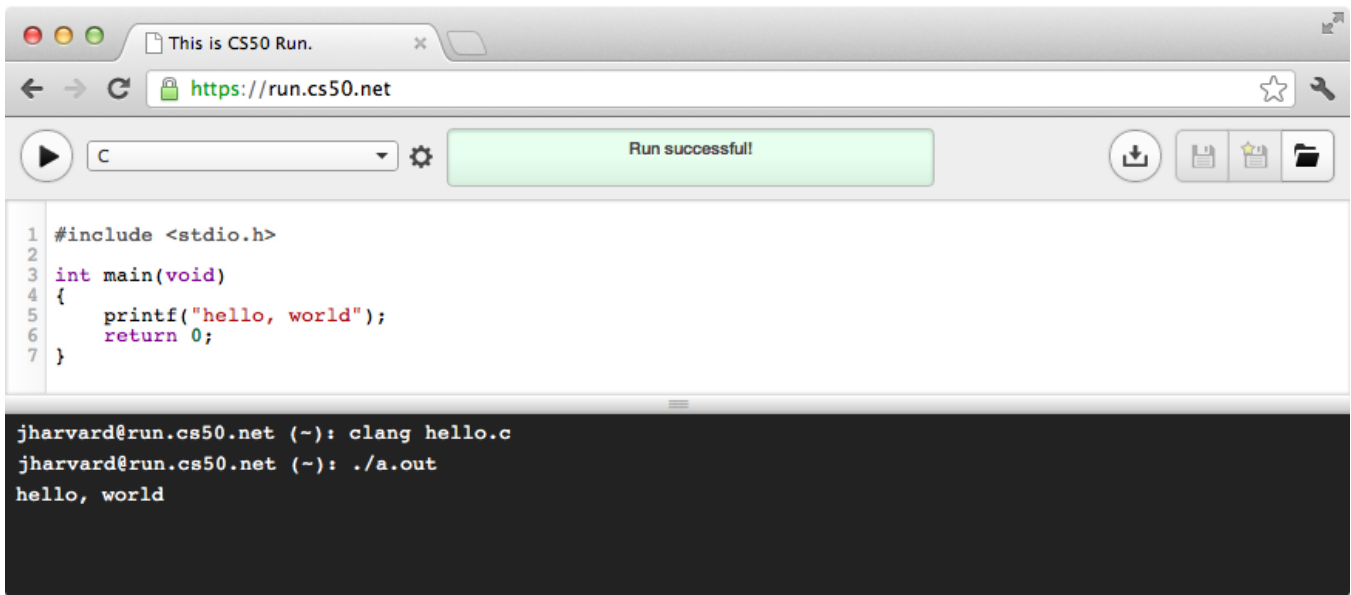 This is CS50 Run.
https://run.cs50.net
C
Run successful!
1 #include <stdio.h>
2
3 int main(void)
4 {
5     printf("hello, world");
6     return 0;
7 }
jharvard@run.cs50.net (~): clang hello.c
jharvard@run.cs50.net (~): ./a.out
hello, world